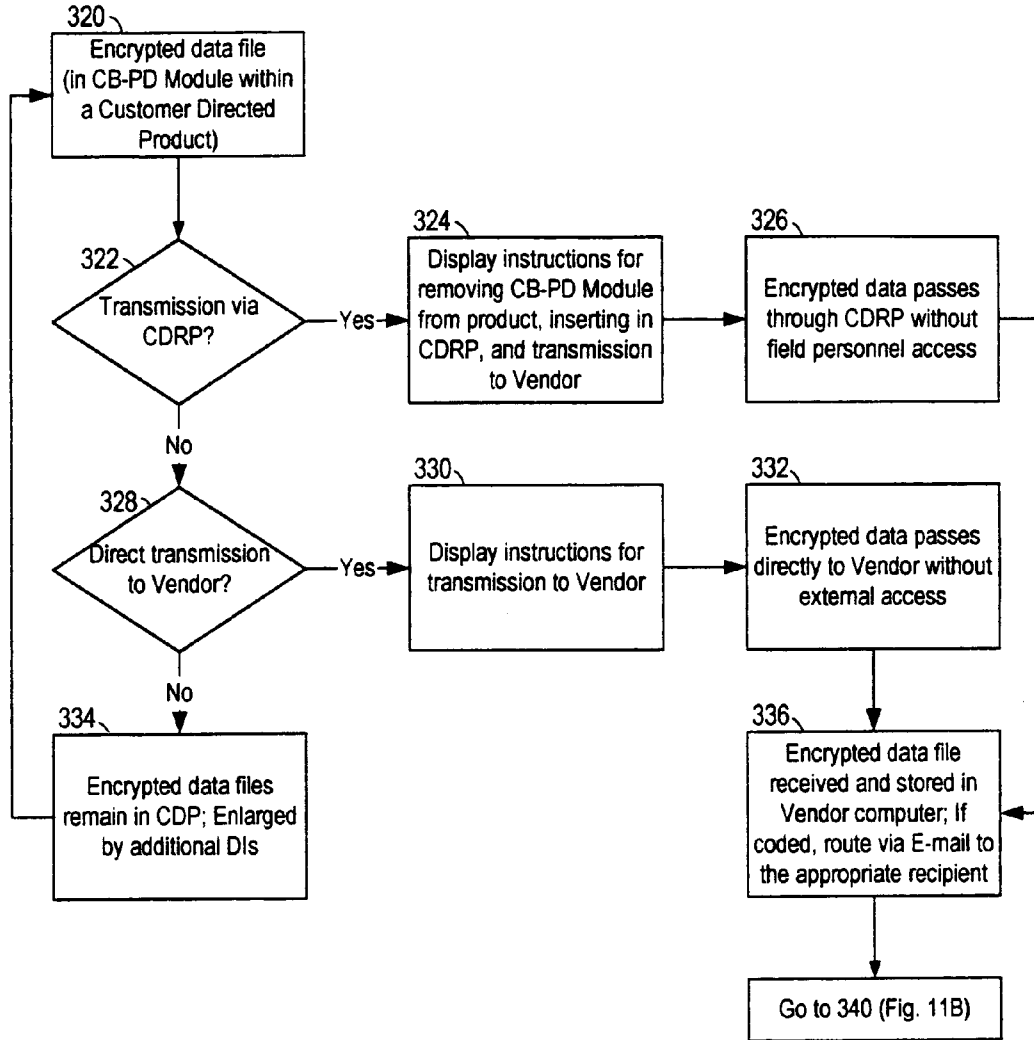 320
Encrypted data file
(in CB-PD Module within
a Customer Directed
Product)
322
Transmission via
CDRP?
Yes
324
Display instructions for
removing CB-PD Module
from product, inserting in
CDRP, and transmission
to Vendor
326
Encrypted data passes
through CDRP without
field personnel access
No
328
Direct transmission
to Vendor?
Yes
330
Display instructions for
transmission to Vendor
332
Encrypted data passes
directly to Vendor without
external access
No
334
Encrypted data files
remain in CDP; Enlarged
by additional DIs
336
Encrypted data file
received and stored in
Vendor computer; If
coded, route via E-mail to
the appropriate recipient
Go to 340 (Fig. 11B)